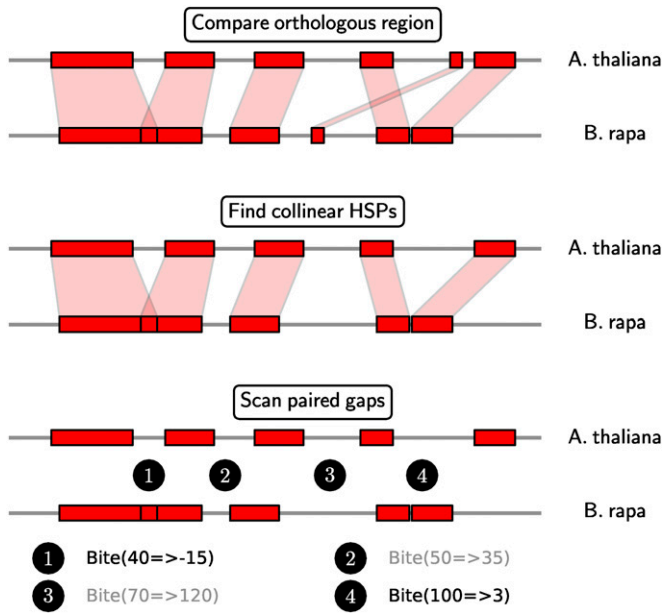 Compare orthologous region
A. thaliana
B. rapa
Find collinear HSPs
A. thaliana
B. rapa
Scan paired gaps
A. thaliana
1 2 3 4
B. rapa
1 Bite(40=>-15) 2 Bite(50=>35)
3 Bite(70=>120) 4 Bite(100=>3)